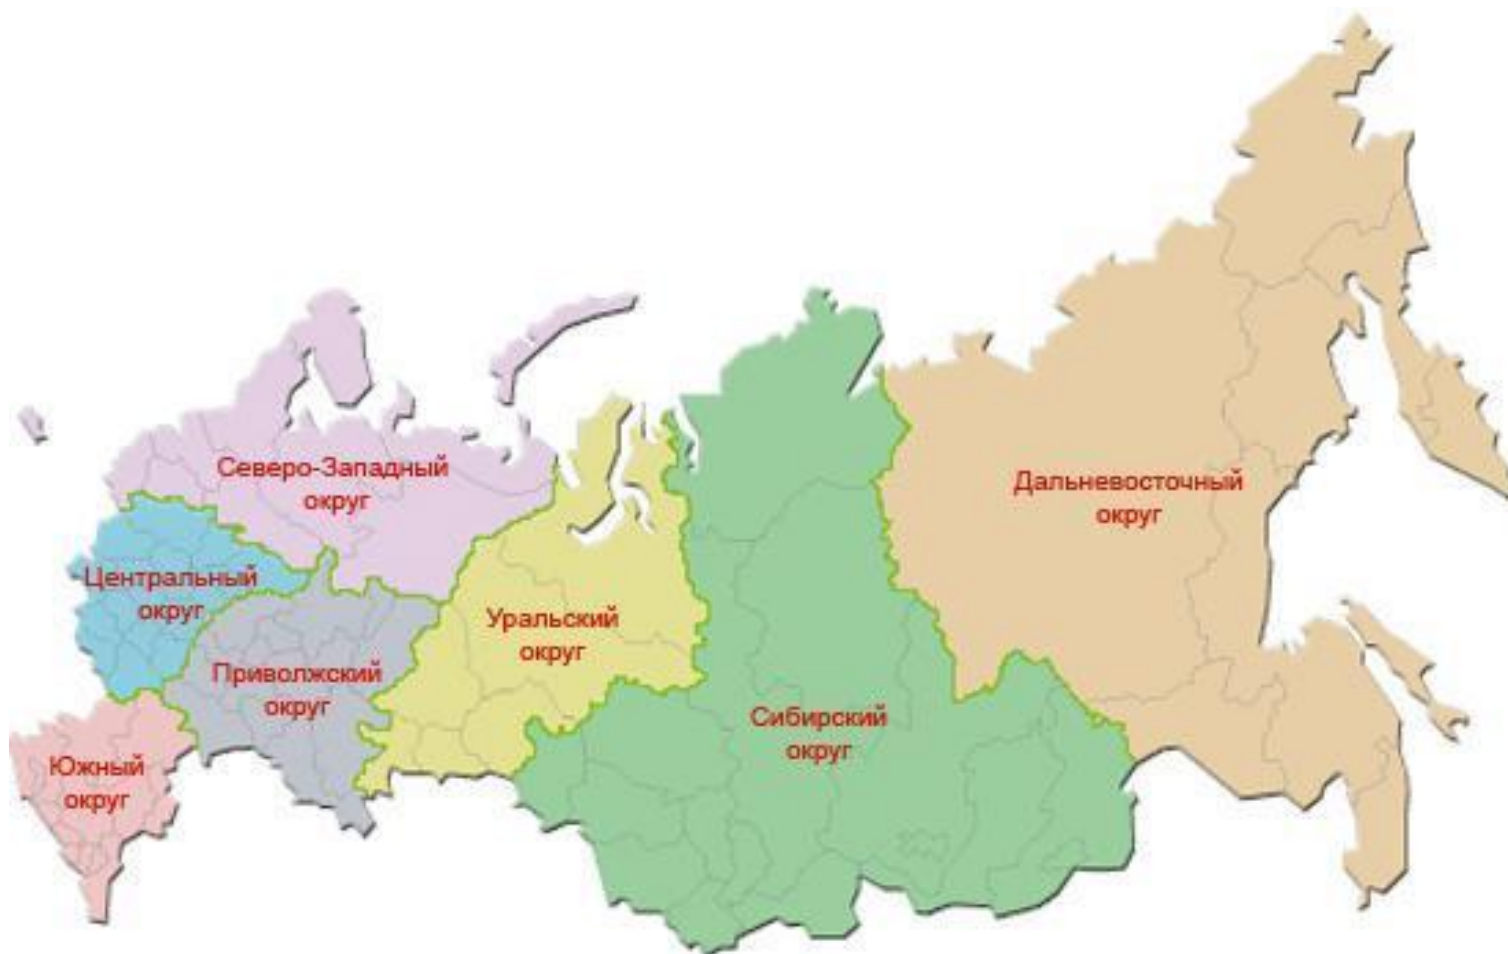 Северо-Западный
округ
Дальневосточный
округ
Центральный
округ
Уральский
округ
Приволжский
округ
Сибирский
округ
Южный
округ